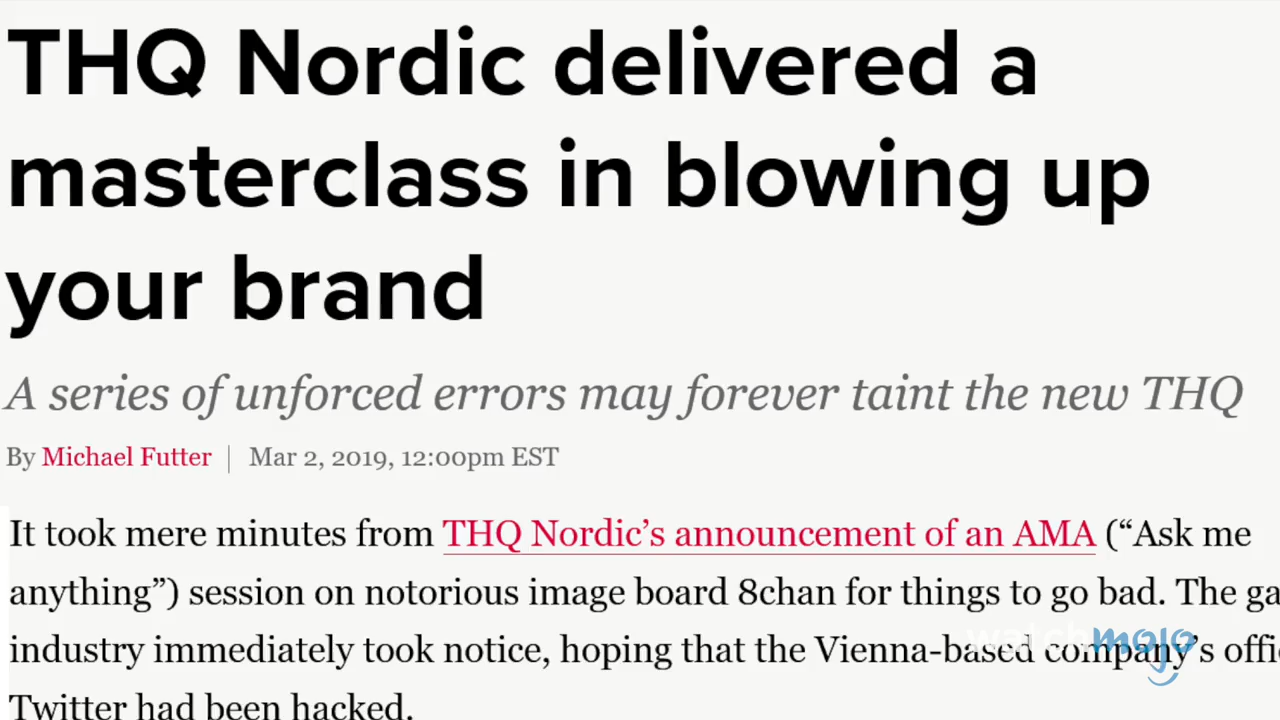 THQ Nordic delivered a
masterclass in blowing up
your brand
A series of unforced errors may forever taint the new THQ
By Michael Futter | Mar 2, 2019, 12:00pm EST
It took mere minutes from THQ Nordic’s announcement of an AMA (“Ask me
anything”) session on notorious image board 8chan for things to go bad. The ga
industry immediately took notice, hoping that the Vienna-based company’s offi
watchmojo
Twitter had been hacked.